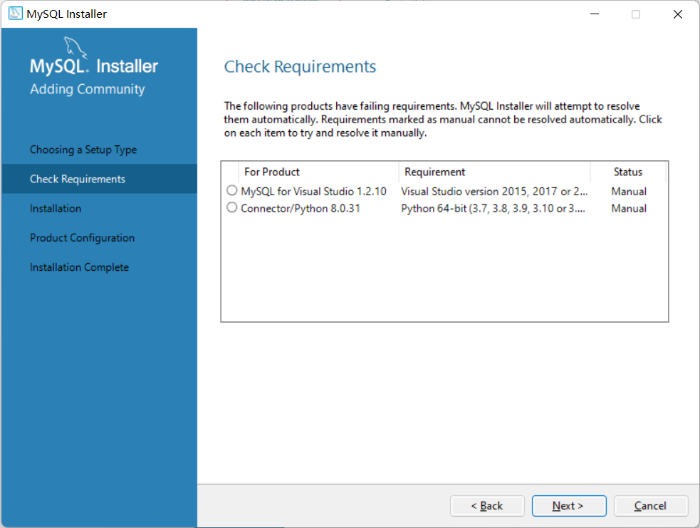 MySQL Installer
MySQL. Installer
Adding Community
Choosing a Setup Type
Check Requirements
Installation
Product Configuration
Installation Complete
Check Requirements
The following products have failing requirements. MySQL Installer will attempt to resolve
them automatically. Requirements marked as manual cannot be resolved automatically. Click
on each item to try and resolve it manually.
For Product Requirement Status
MySQL for Visual Studio 1.2.10 Visual Studio version 2015, 2017 or 2... Manual
Connector/Python 8.0.31 Python 64-bit (3.7, 3.8, 3.9, 3.10 or 3.... Manual
< Back Next > Cancel